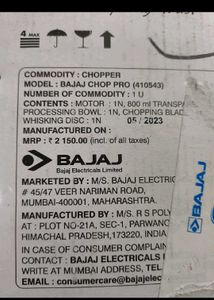 4 MAX
COMMODITY : CHOPPER
MODEL : BAJAJ CHOP PRO (410543)
NUMBER OF COMMODITY : 1 U
CONTENTS : MOTOR : 1N, 800 ml TRANSPA
PROCESSING BOWL : 1N, CHOPPING BLAD
WHISKING DISC : 1N 05 / 2023
MANUFACTURED ON :
MRP : ₹ 2 150.00 (incl. of all taxes)
BAJAJ
Bajaj Electricals Limited
MARKETED BY : M/S. BAJAJ ELECTRIC
# 45/47 VEER NARIMAN ROAD,
MUMBAI-400001, MAHARASHTRA.
MANUFACTURED BY : M/S. R S POLY
AT : PLOT NO-21A, SEC-1, PARWANO
HIMACHAL PRADESH,173220, INDIA.
IN CASE OF CONSUMER COMPLAIN
CONTACT : BAJAJ ELECTRICALS
WRITE AT MUMBAI ADDRESS. TEL
Email : consumercare@bajajelectricals
BAJAJ